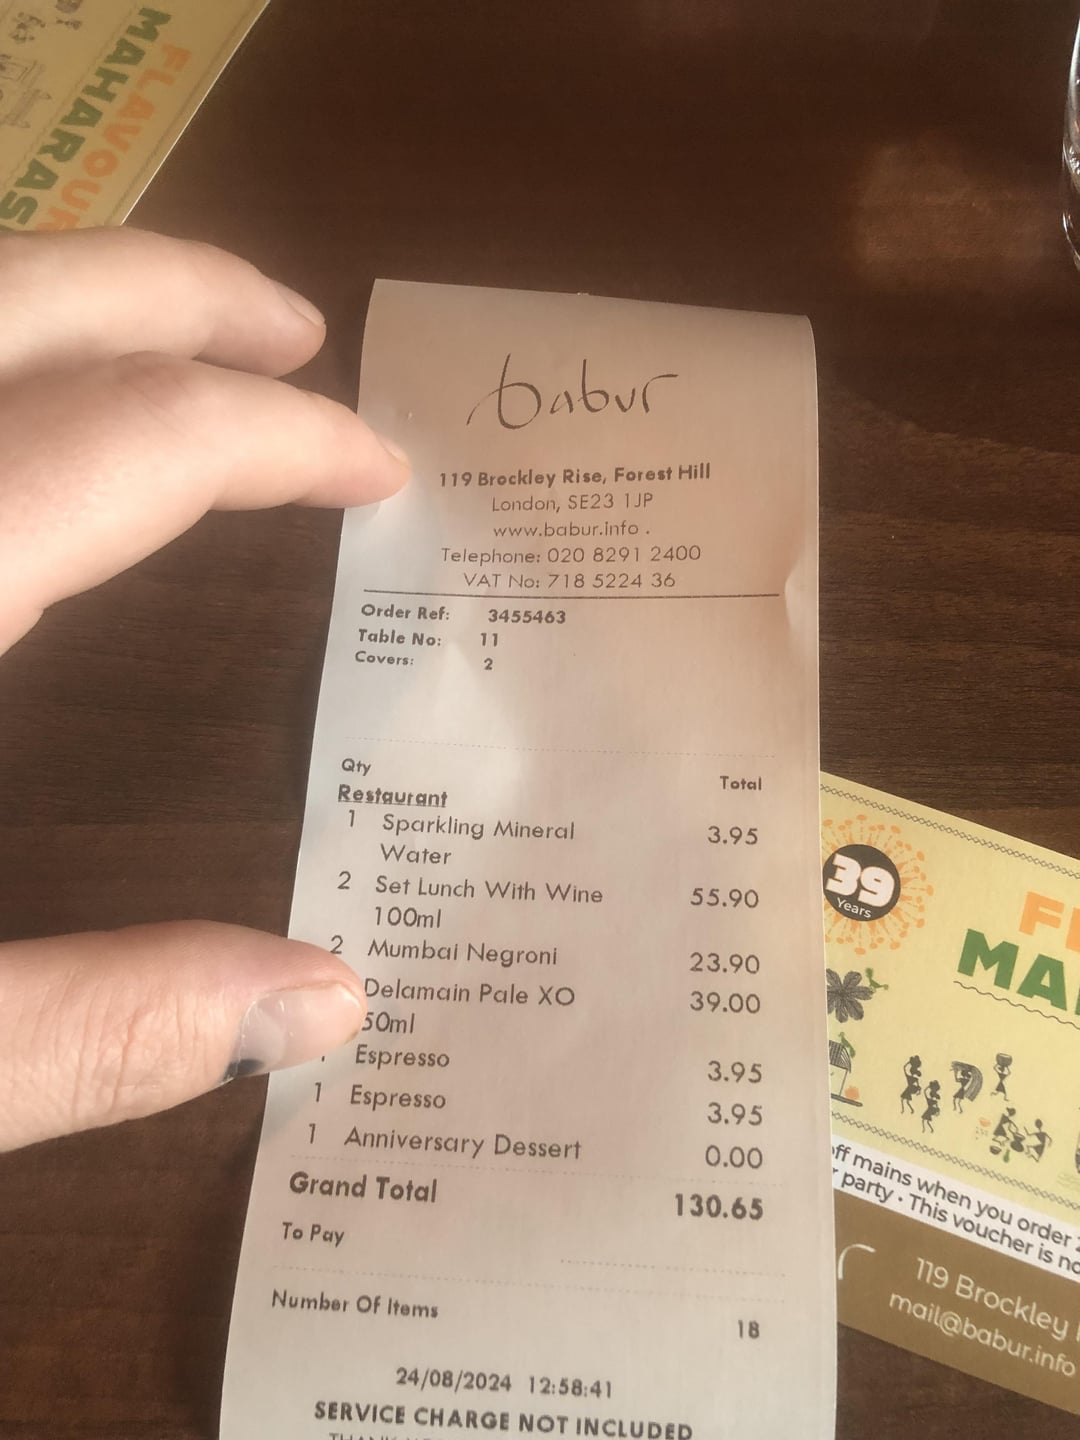 FLAVOUR
MAHARAS
babur
119 Brockley Rise, Forest Hill
London, SE23 1JP
www.babur.info .
Telephone: 020 8291 2400
VAT No: 718 5224 36
Order Ref: 3455463
Table No: 11
Covers: 2
Qty Total
Restaurant
1 Sparkling Mineral 3.95
Water
2 Set Lunch With Wine 55.90
100ml
2 Mumbai Negroni 23.90
Delamain Pale XO 39.00
50ml
Espresso 3.95
1 Espresso 3.95
1 Anniversary Dessert 0.00
Grand Total 130.65
To Pay
Number Of Items 18
24/08/2024 12:58:41
SERVICE CHARGE NOT INCLUDED
39
Years
MA
off mains when you order 2
party • This voucher is no
119 Brockley
mail@babur.info